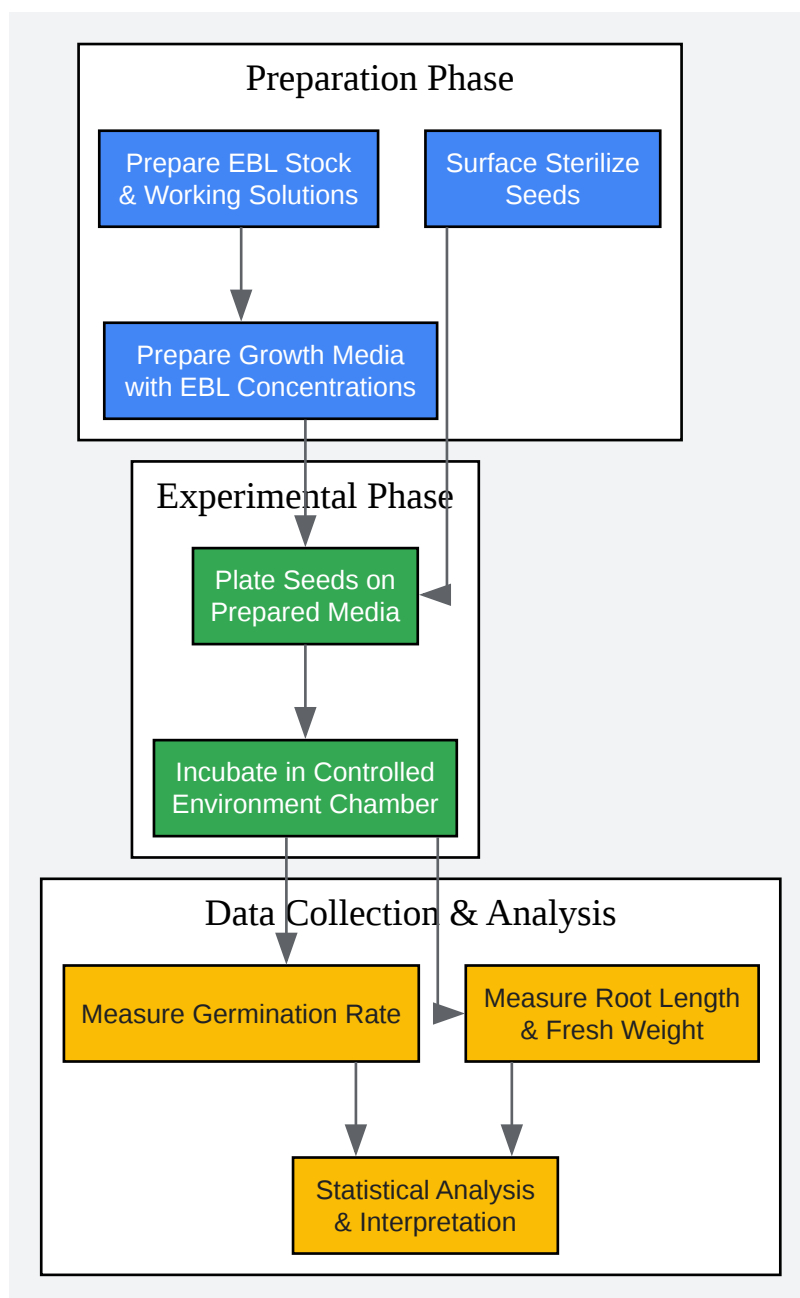 Preparation Phase
Prepare EBL Stock
& Working Solutions
Surface Sterilize
Seeds
Prepare Growth Media
with EBL Concentrations
Experimental Phase
Plate Seeds on
Prepared Media
Incubate in Controlled
Environment Chamber
Data Collection & Analysis
Measure Germination Rate
Measure Root Length
& Fresh Weight
Statistical Analysis
& Interpretation